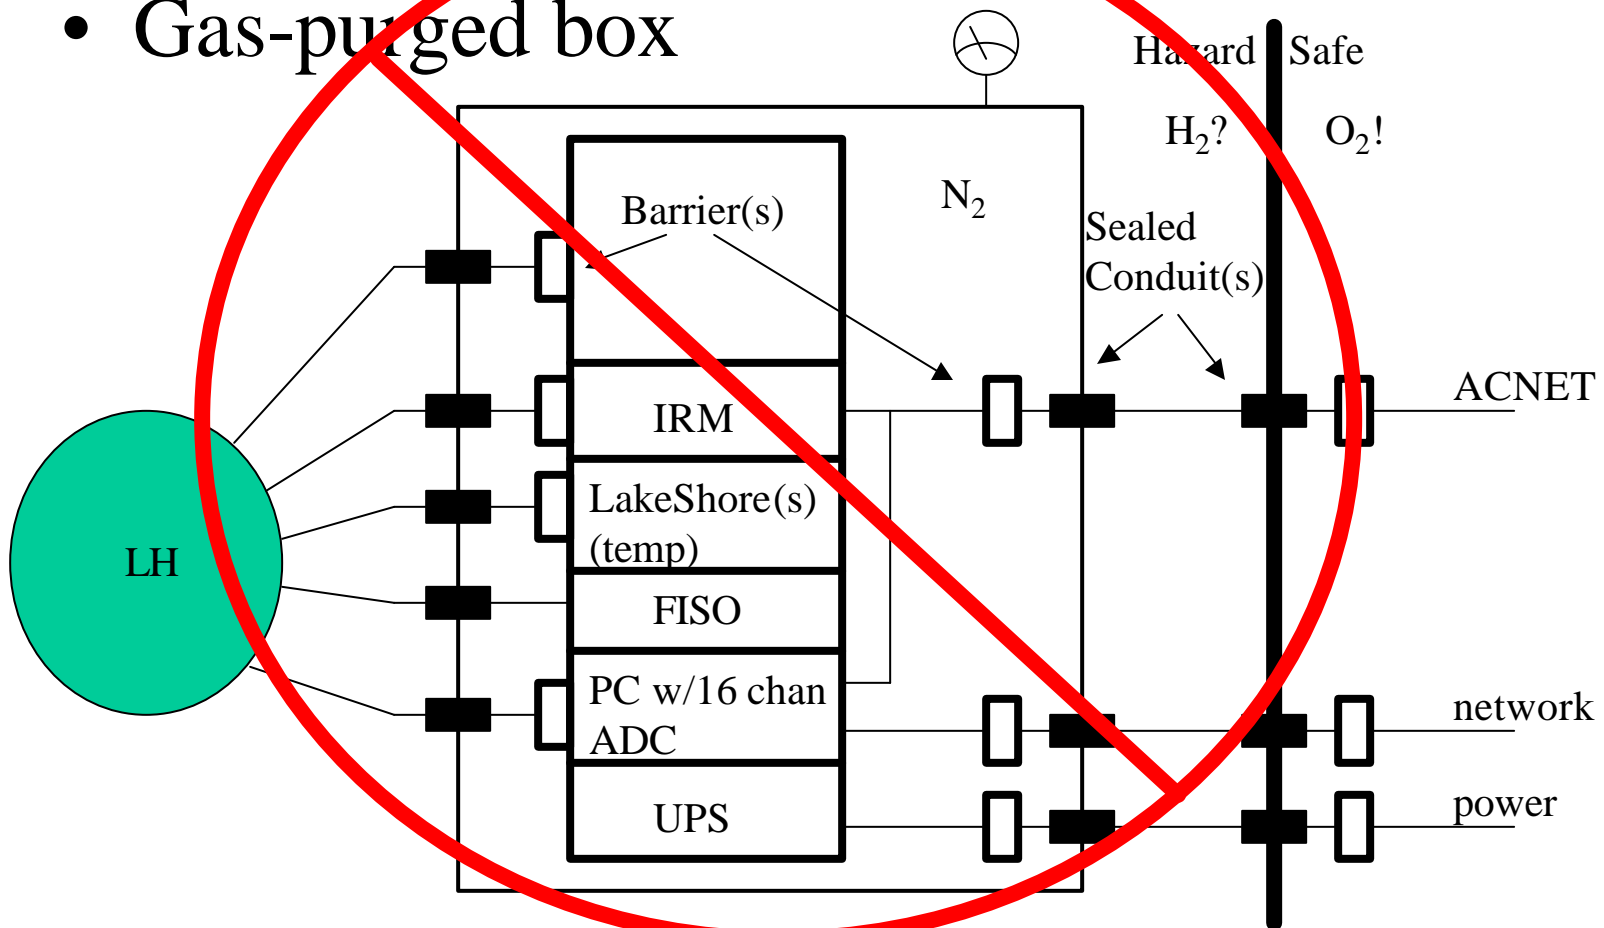 • Gas-purged box
Hazard Safe
H₂? O₂!
N₂
Barrier(s)
Sealed
Conduit(s)
ACNET
IRM
LakeShore(s)
(temp)
LH
FISO
PC w/16 chan
ADC
network
UPS
power